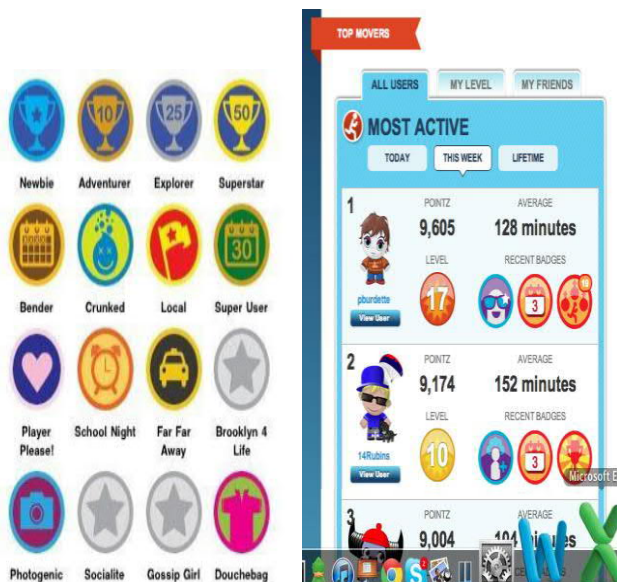 10
25
50
Newbie Adventurer Explorer Superstar
30
Bender Crunked Local Super User
Player Please! School Night Far Far Away Brooklyn 4 Life
Photogenic Socialite Gossip Girl Douchebag
TOP MOVERS
ALL USERS MY LEVEL MY FRIENDS
MOST ACTIVE
TODAY THIS WEEK LIFETIME
1 POINTZ AVERAGE
9,605 128 minutes
LEVEL RECENT BADGES
17 3 19
pburdette
View User
2 POINTZ AVERAGE
9,174 152 minutes
LEVEL RECENT BADGES
10 3
14Rubins
View User
Microsoft E
3 POINTZ AVERAGE
9,004 104 minutes
2